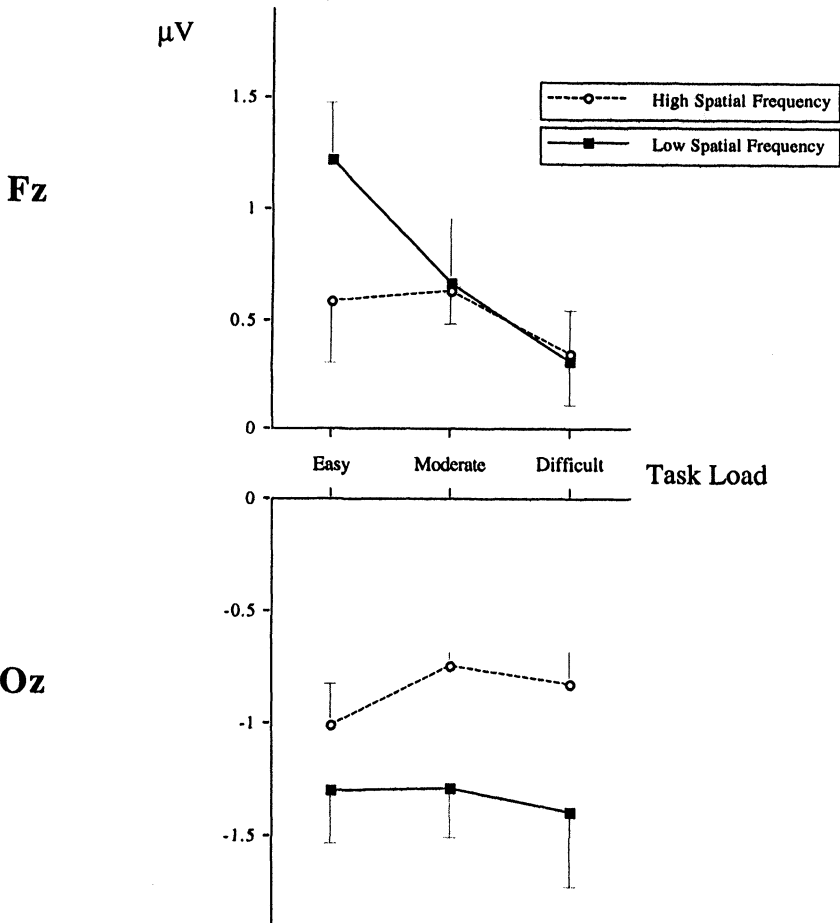 μV
1.5
High Spatial Frequency
Low Spatial Frequency
Fz
1
0.5
0
Easy Moderate Difficult
Task Load
0
-0.5
Oz
-1
-1.5